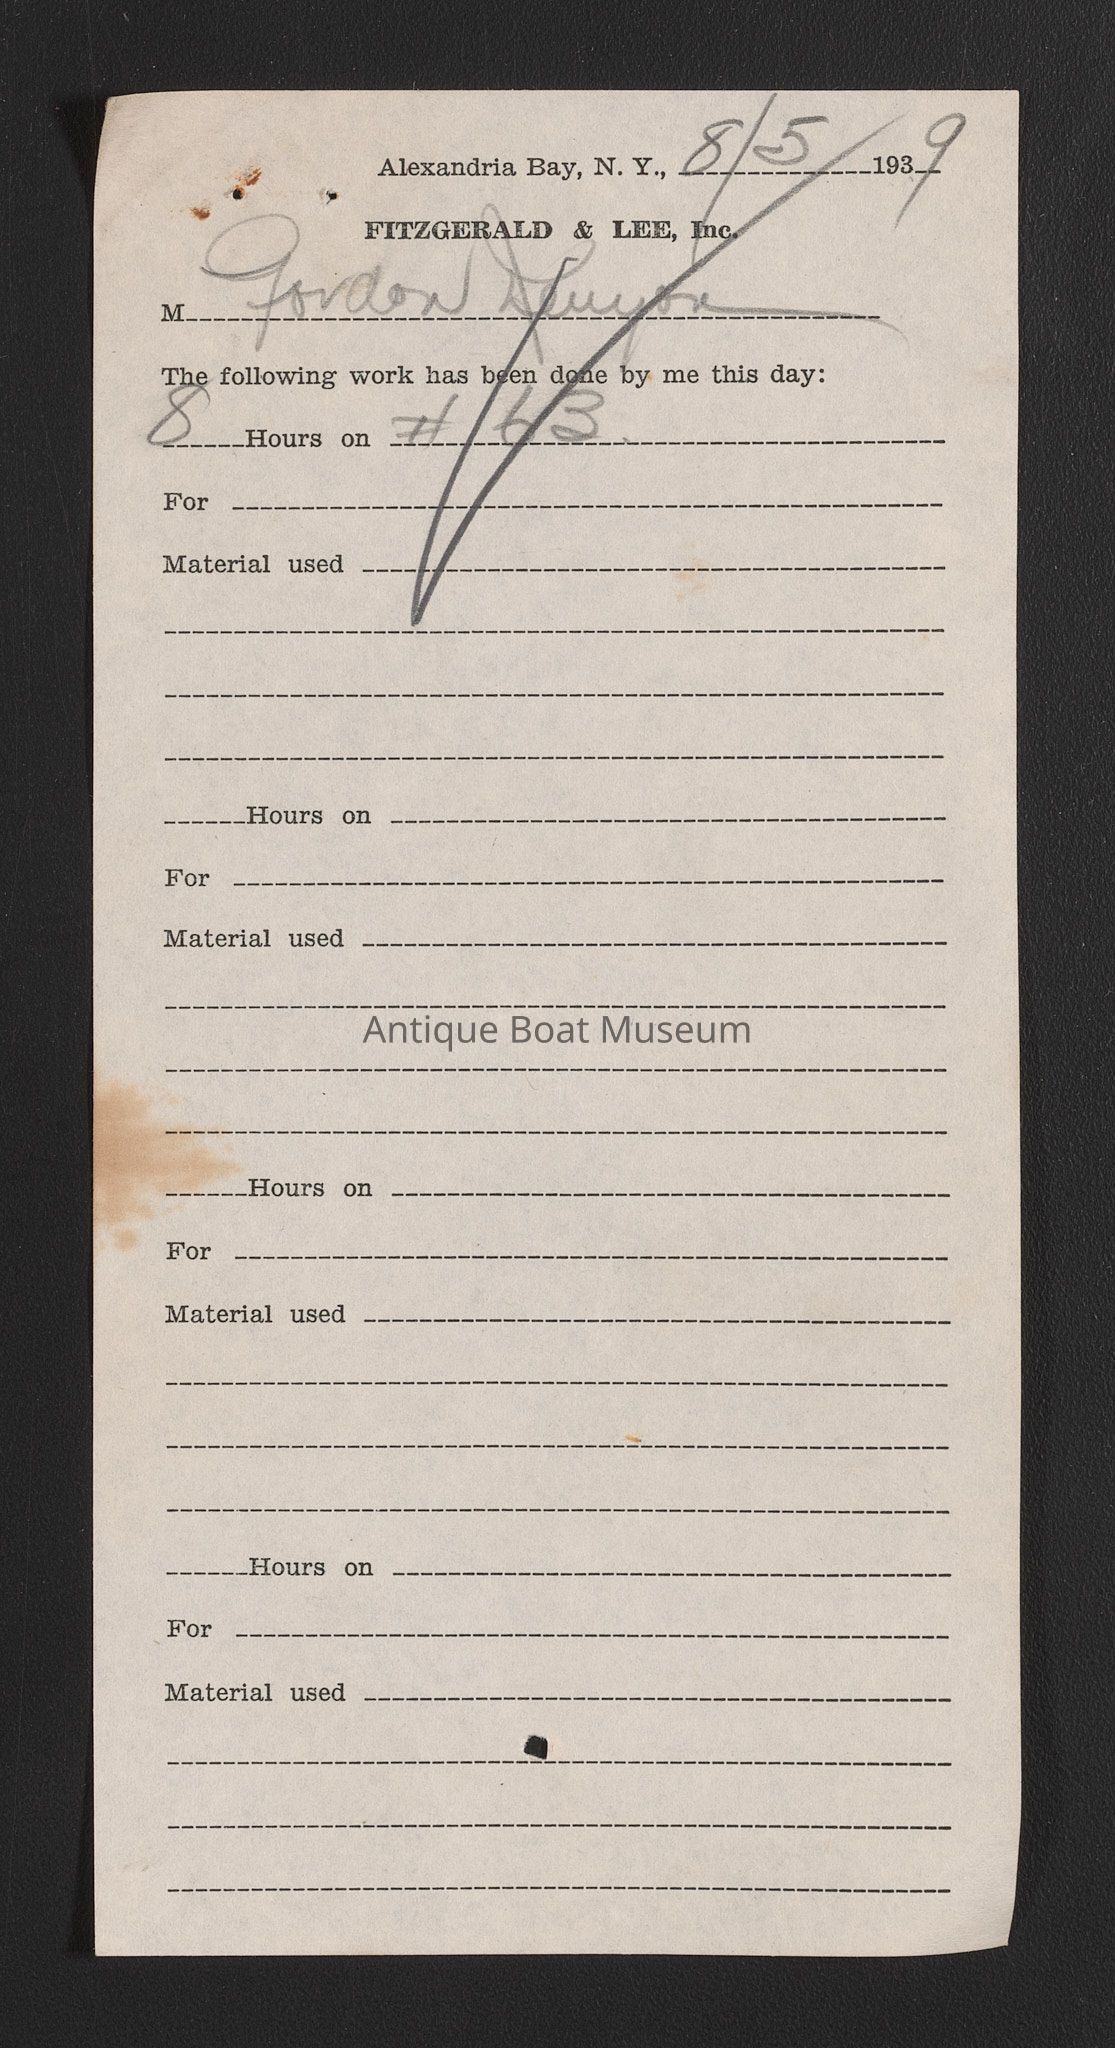 Alexandria Bay, N. Y., 8/5 1939
FITZGERALD & LEE, Inc.
M Gordon Kenyon
The following work has been done by me this day:
8 Hours on # 63.
For
Material used
Hours on
For
Material used
Antique Boat Museum
Hours on
For
Material used
Hours on
For
Material used